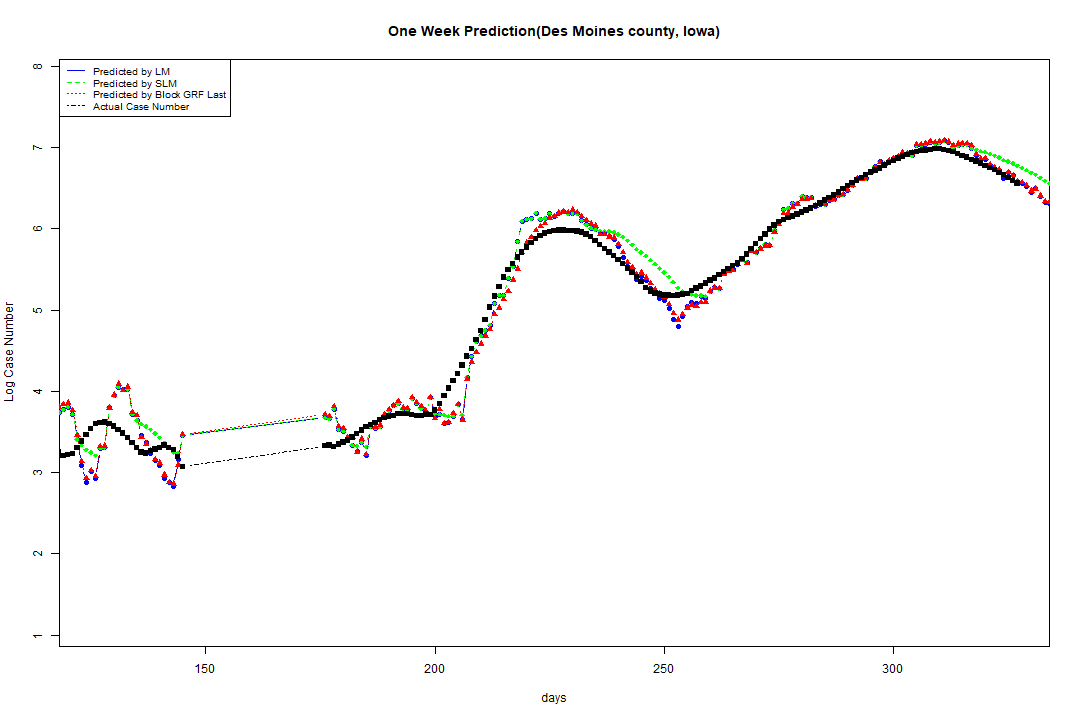 One Week Prediction(Des Moines county, Iowa)
Predicted by LM
Predicted by SLM
Predicted by Block GRF Last
Actual Case Number
8
7
6
5
4
3
2
1
Log Case Number
150 200 250 300
days